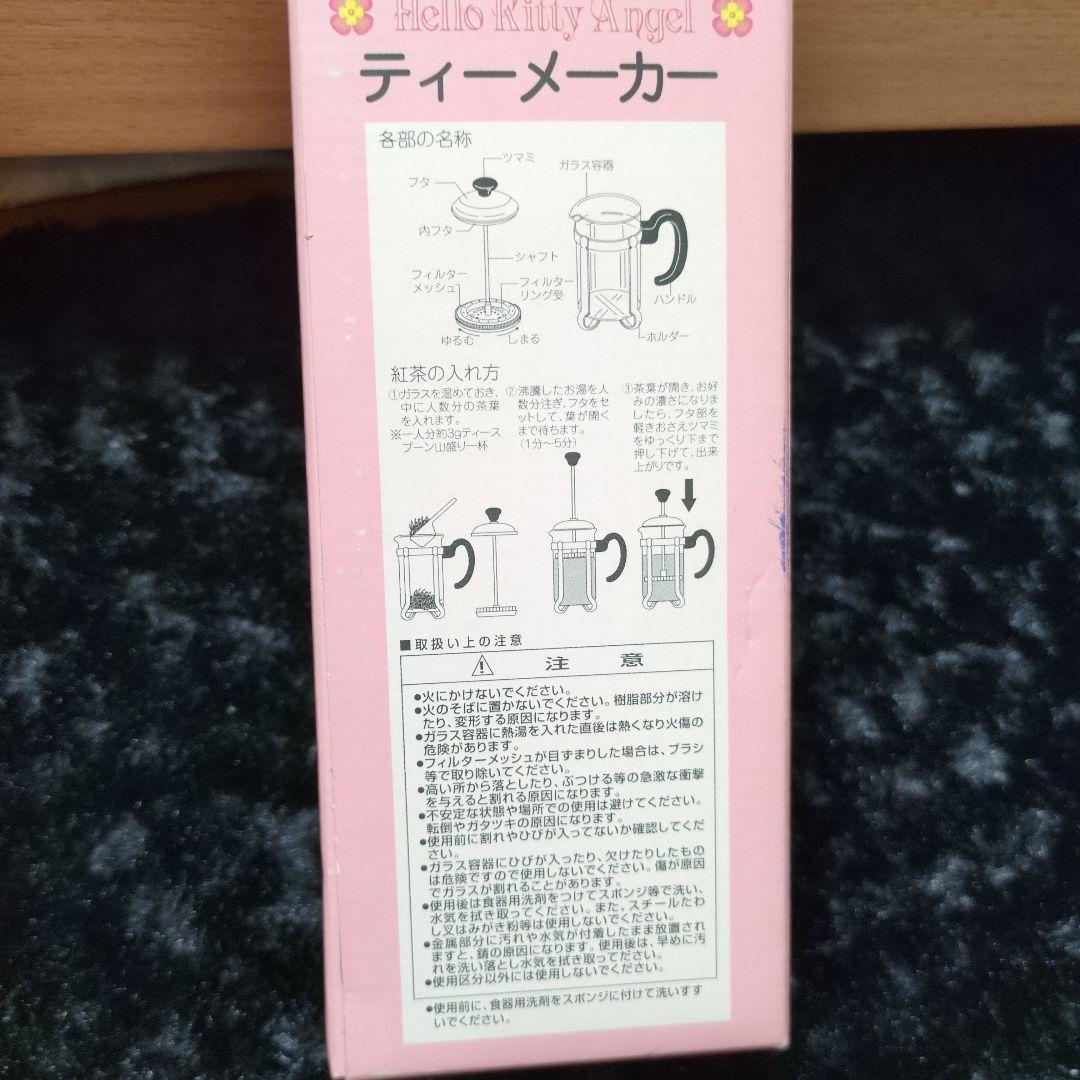 Hello Kitty Angel
ティーメーカー
各部の名称
ツマミ
ガラス容器
フタ
内フタ
シャフト
フィルター
メッシュ
フィルター
リング受
ハンドル
ゆるむ
しまる
ホルダー
紅茶の入れ方
①ガラスを温めておき、
中に人数分の茶葉
を入れます。
※一人分約3gティース
プーン山盛り一杯
②沸騰したお湯を人
数分注ぎ、フタをセ
ットして、葉が開く
まで待ちます。
(1分〜5分)
③茶葉が開き、お好
みの濃さになりま
したら、フタ部を
軽きおさえツマミ
をゆっくり下まで
押し下げて、出来
上がりです。
■取扱い上の注意
注意
●火にかけないでください。
●火のそばに置かないでください。樹脂部分が溶け
たり、変形する原因になります。
●ガラス容器に熱湯を入れた直後は熱くなり火傷の
危険があります。
●フィルターメッシュが目ずまりした場合は、ブラシ
等で取り除いてください。
●高い所から落としたり、ぶつける等の急激な衝撃
を与えると割れる原因になります。
●不安定な状態や場所での使用は避けてください。
転倒やガタツキの原因になります。
●使用前に割れやひびが入ってないか確認してくだ
さい。
●ガラス容器にひびが入ったり、欠けたりしたもの
は危険ですので使用しないでください。傷が原因
でガラスが割れることがあります。
●使用後は食器用洗剤をつけてスポンジ等で洗い、
水気を拭き取ってください。また、スチールたわ
し又はみがき粉等は使用しないでください。
●金属部分に汚れや水気が付着したまま放置され
ますと、錆の原因になります。使用後は、早めに汚
れを洗い落とし水気を拭き取ってださい。
●使用区分以外には使用しないでください。
●使用前に、食器用洗剤をスポンジに付けて洗いすす
いでください。